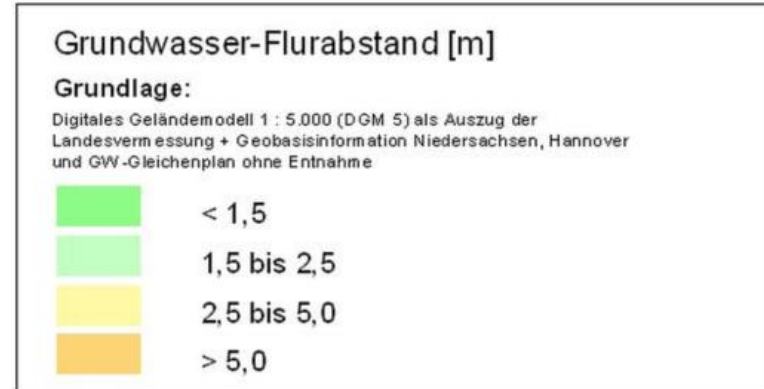 Grundwasser-Flurabstand [m]
Grundlage:
Digitales Geländemodell 1 : 5.000 (DGM 5) als Auszug der
Landesvermessung + Geobasisinformation Niedersachsen, Hannover
und GW-Gleichenplan ohne Entnahme
< 1,5
1,5 bis 2,5
2,5 bis 5,0
> 5,0